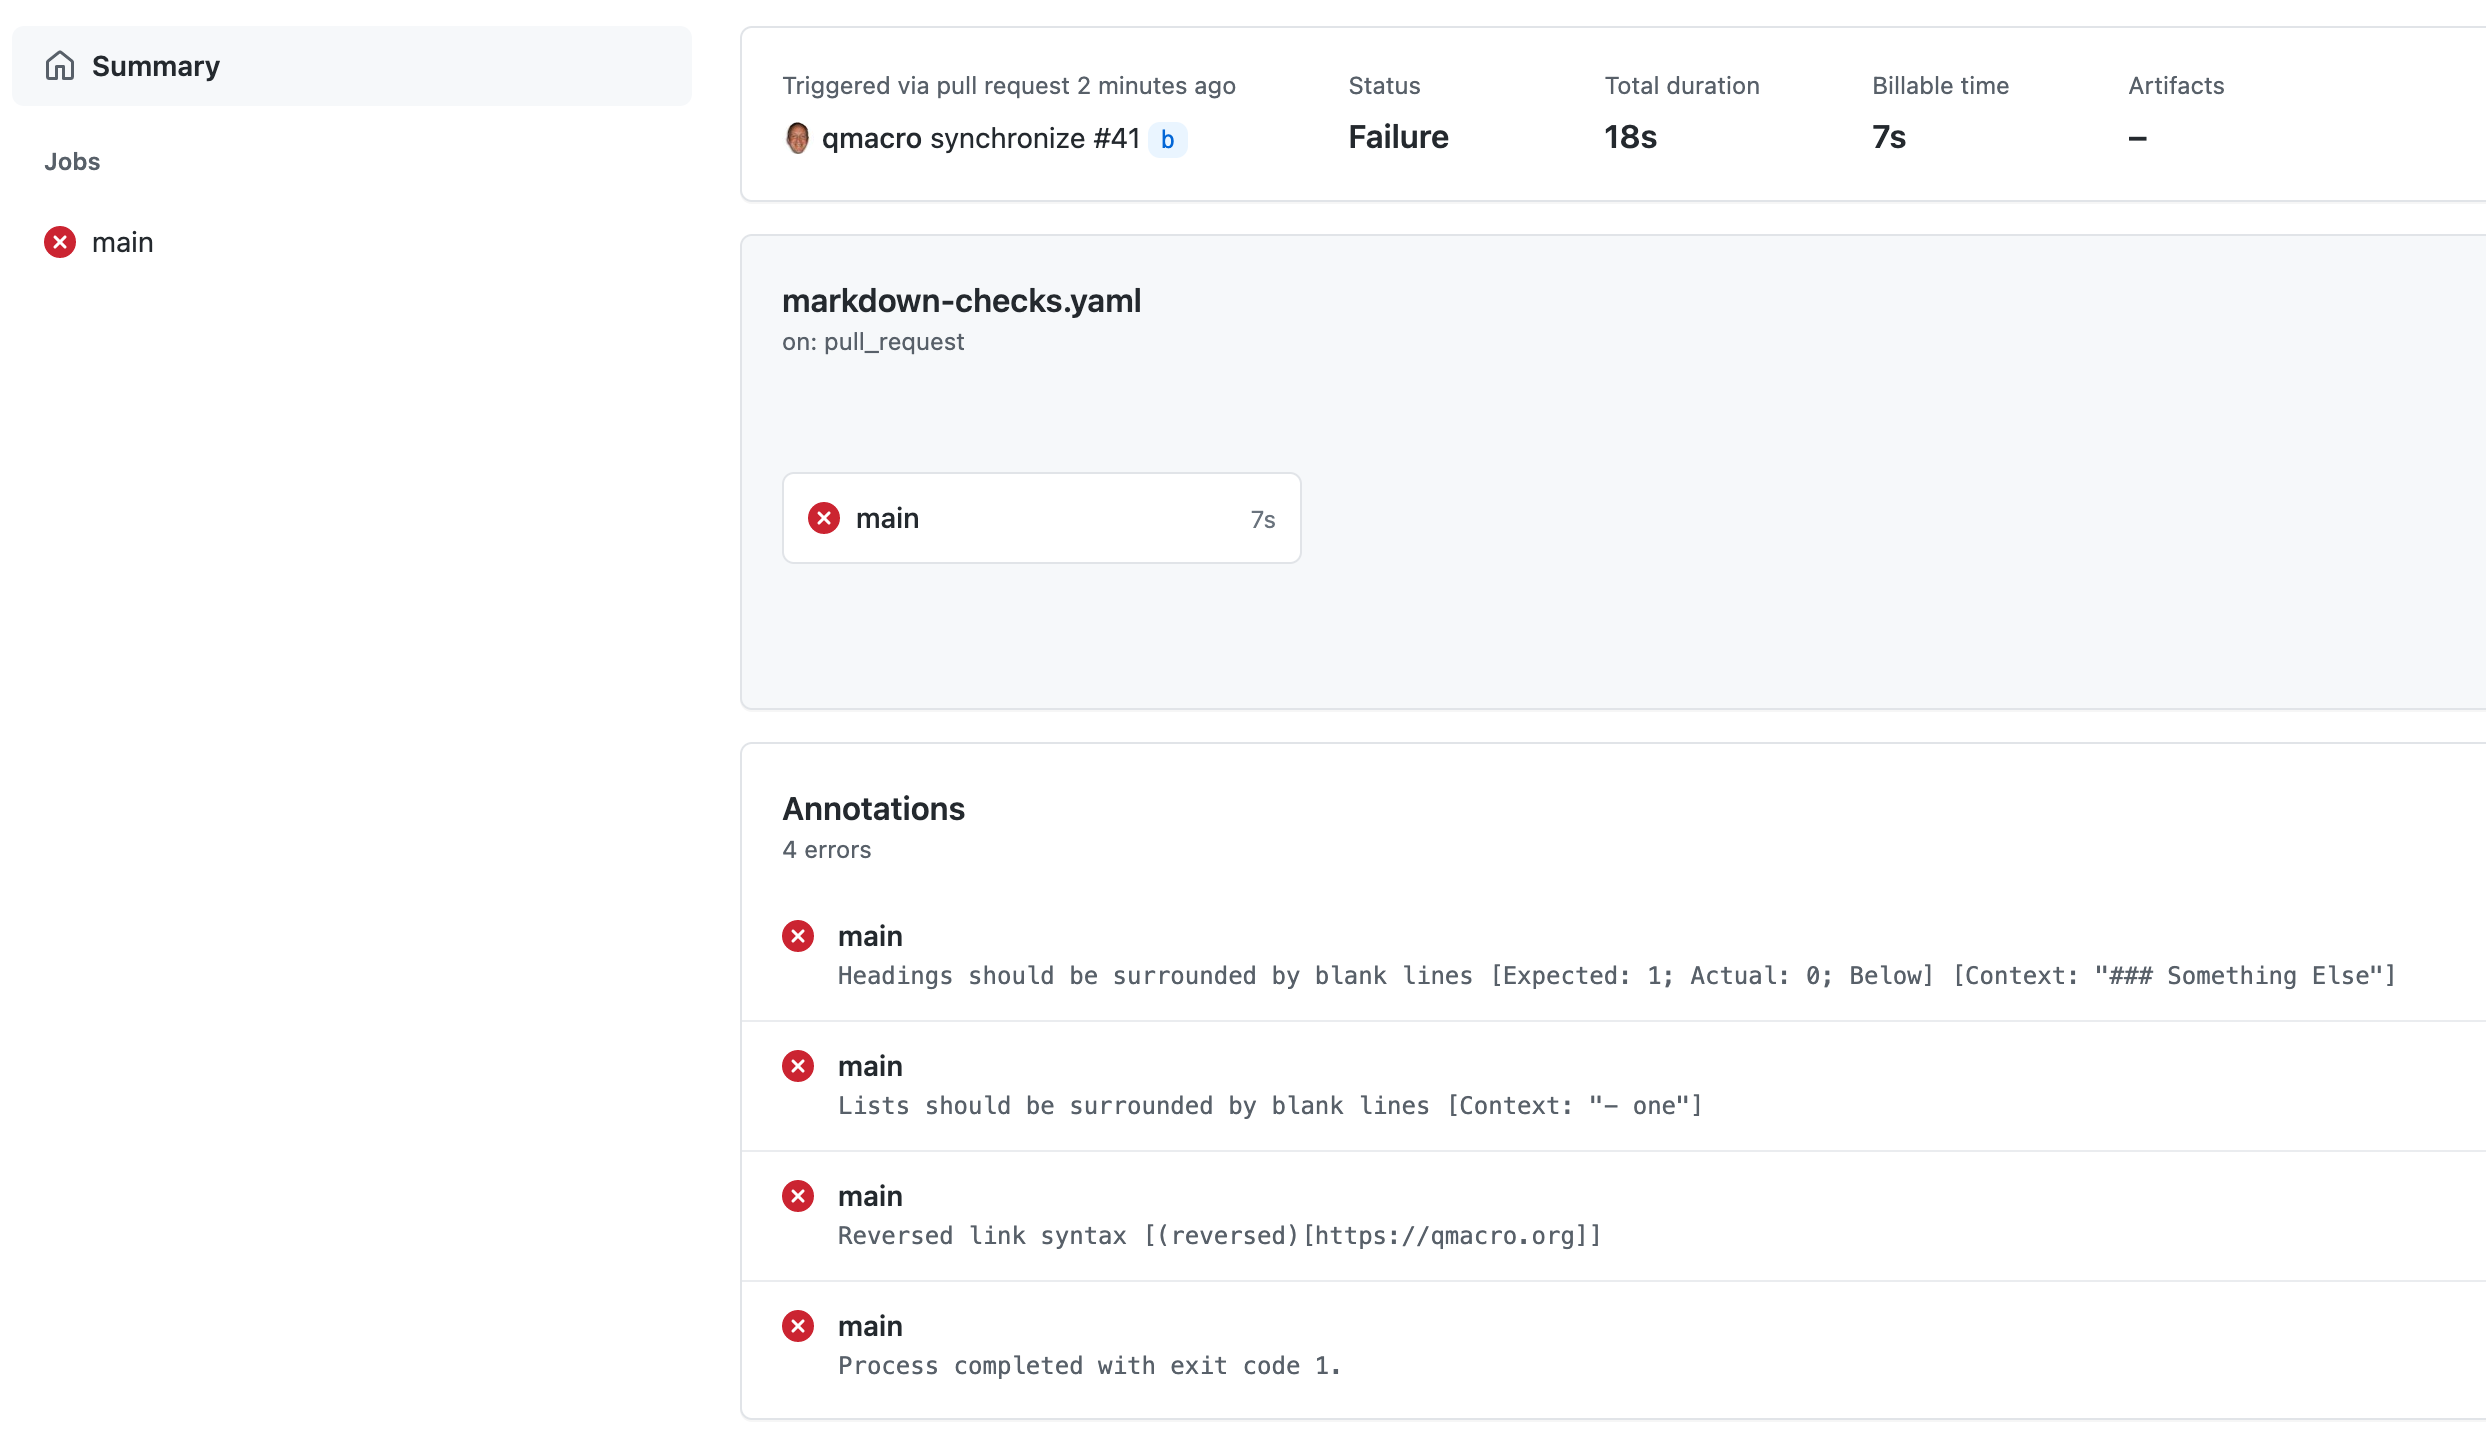 Summary
Jobs
main
Triggered via pull request 2 minutes ago
qmacro synchronize #41 b
Status
Failure
Total duration
18s
Billable time
7s
Artifacts
–
markdown-checks.yaml
on: pull_request
main 7s
Annotations
4 errors
main
Headings should be surrounded by blank lines [Expected: 1; Actual: 0; Below] [Context: "### Something Else"]
main
Lists should be surrounded by blank lines [Context: "- one"]
main
Reversed link syntax [(reversed)[https://qmacro.org]]
main
Process completed with exit code 1.